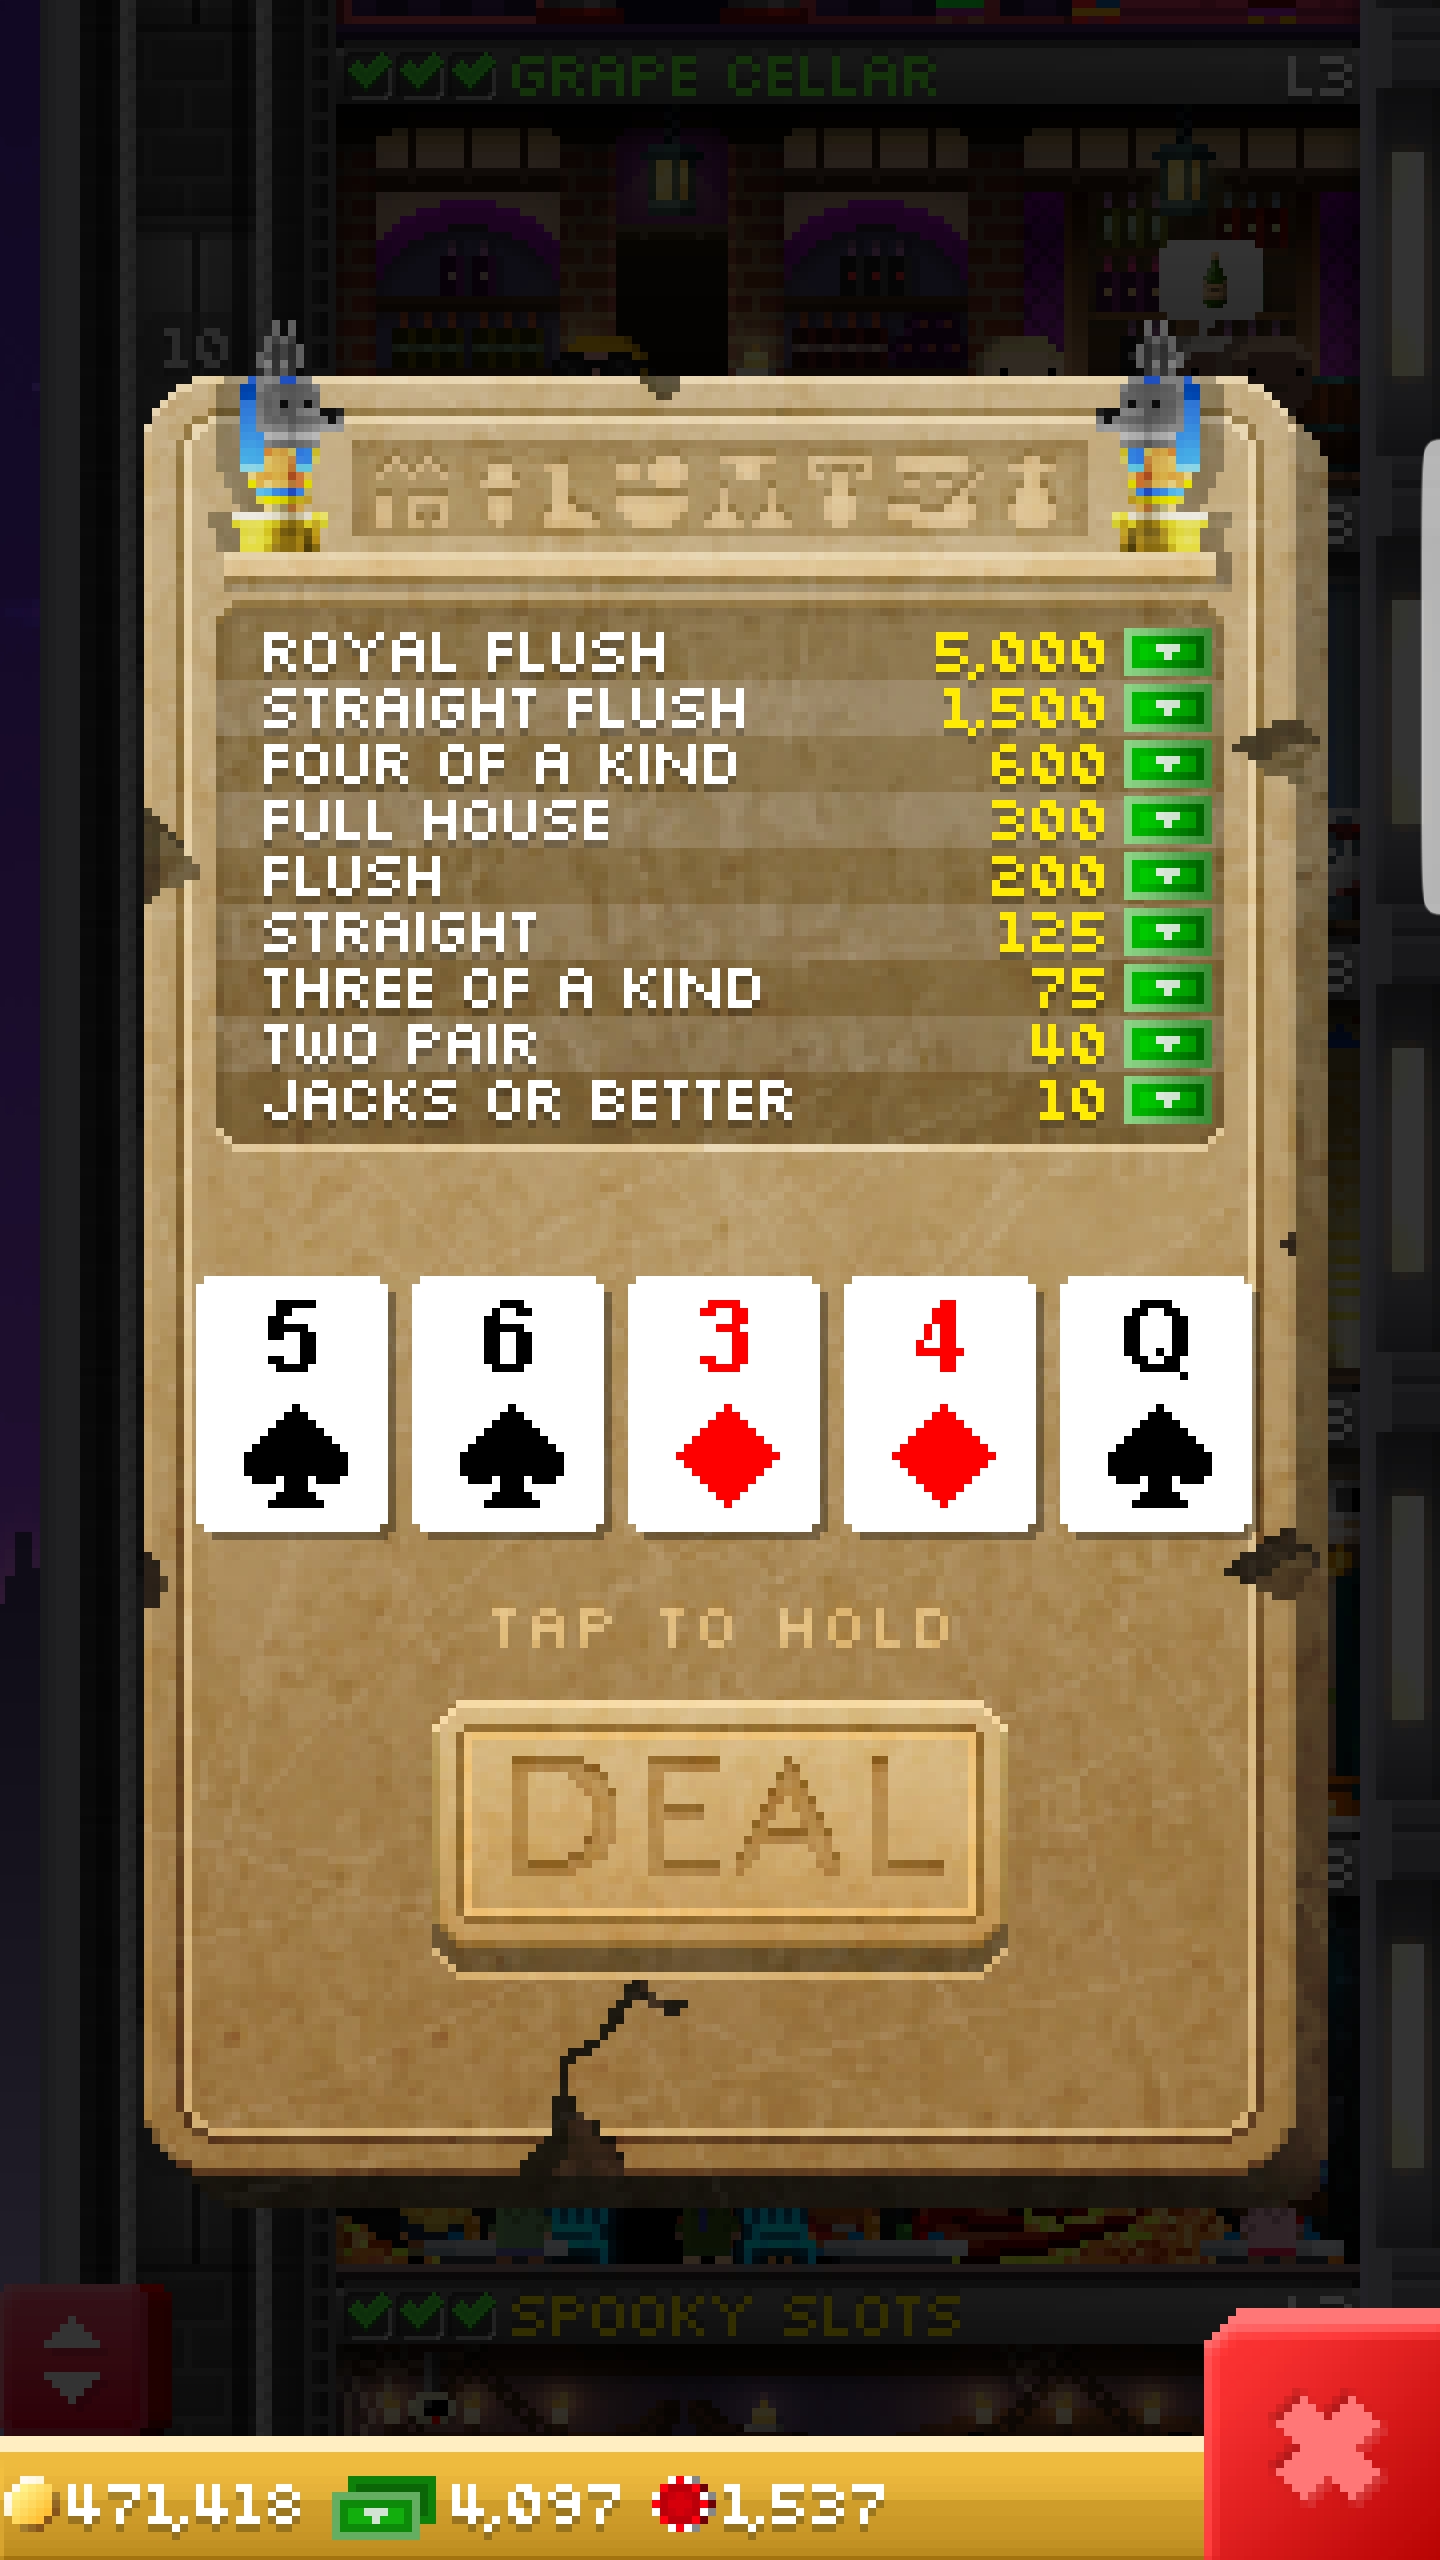 GRAPE CELLAR L3
10
ROYAL FLUSH 5,000
STRAIGHT FLUSH 1,500
FOUR OF A KIND 600
FULL HOUSE 300
FLUSH 200
STRAIGHT 125
THREE OF A KIND 75
TWO PAIR 40
JACKS OR BETTER 10
5 6 3 4 Q
TAP TO HOLD
DEAL
SPOOKY SLOTS
471,418 4,097 1,537